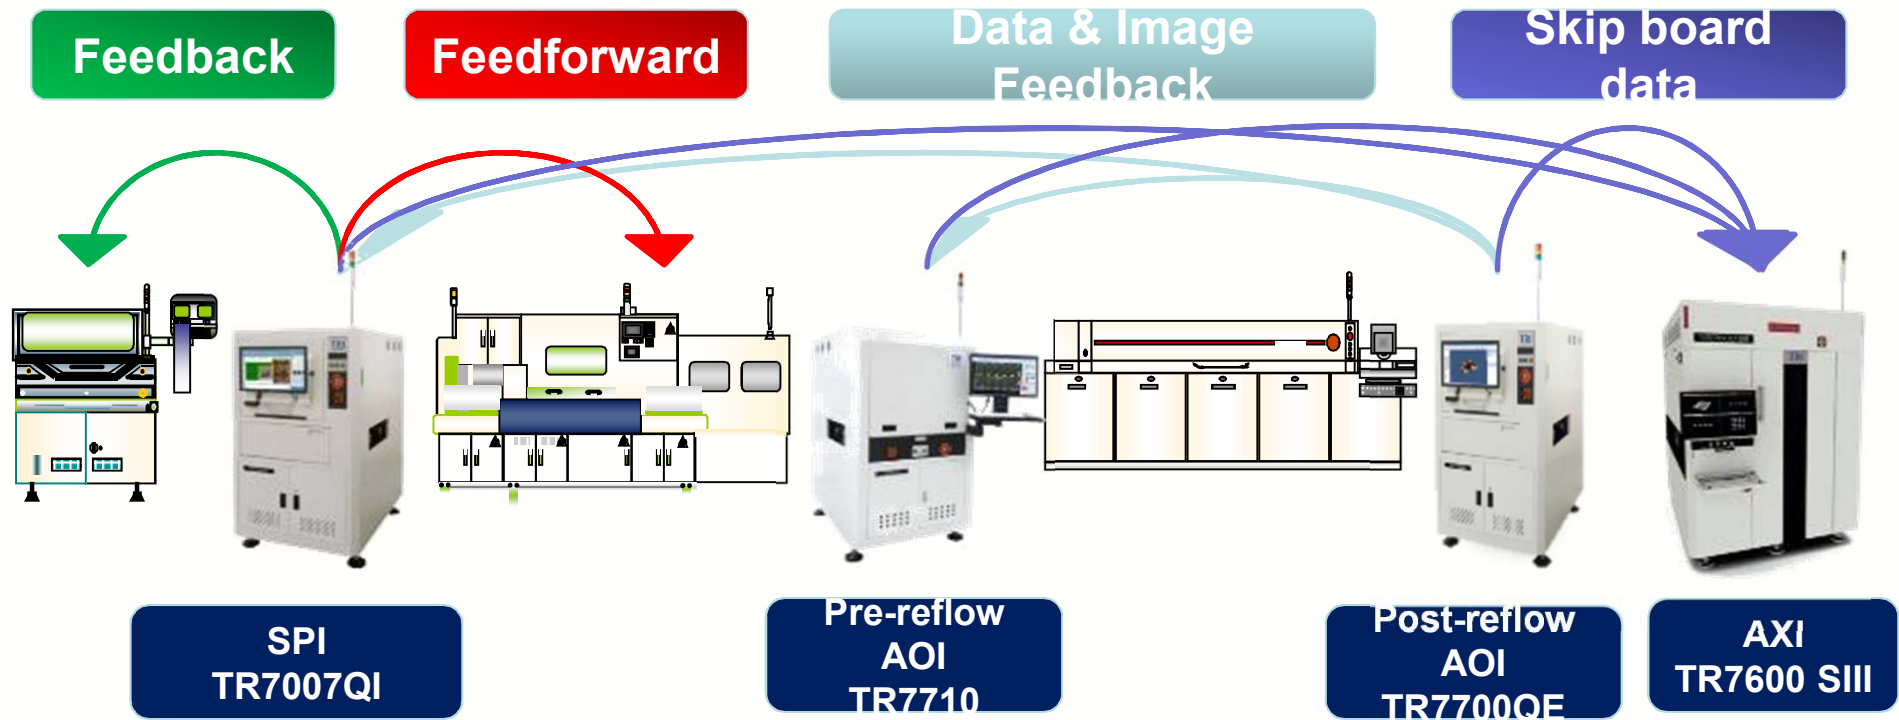 Feedback
Feedforward
Data & Image
Feedback
Skip board
data
SPI
TR7007QI
Pre-reflow
AOI
TR7710
Post-reflow
AOI
TR7700QE
AXI
TR7600 SIII